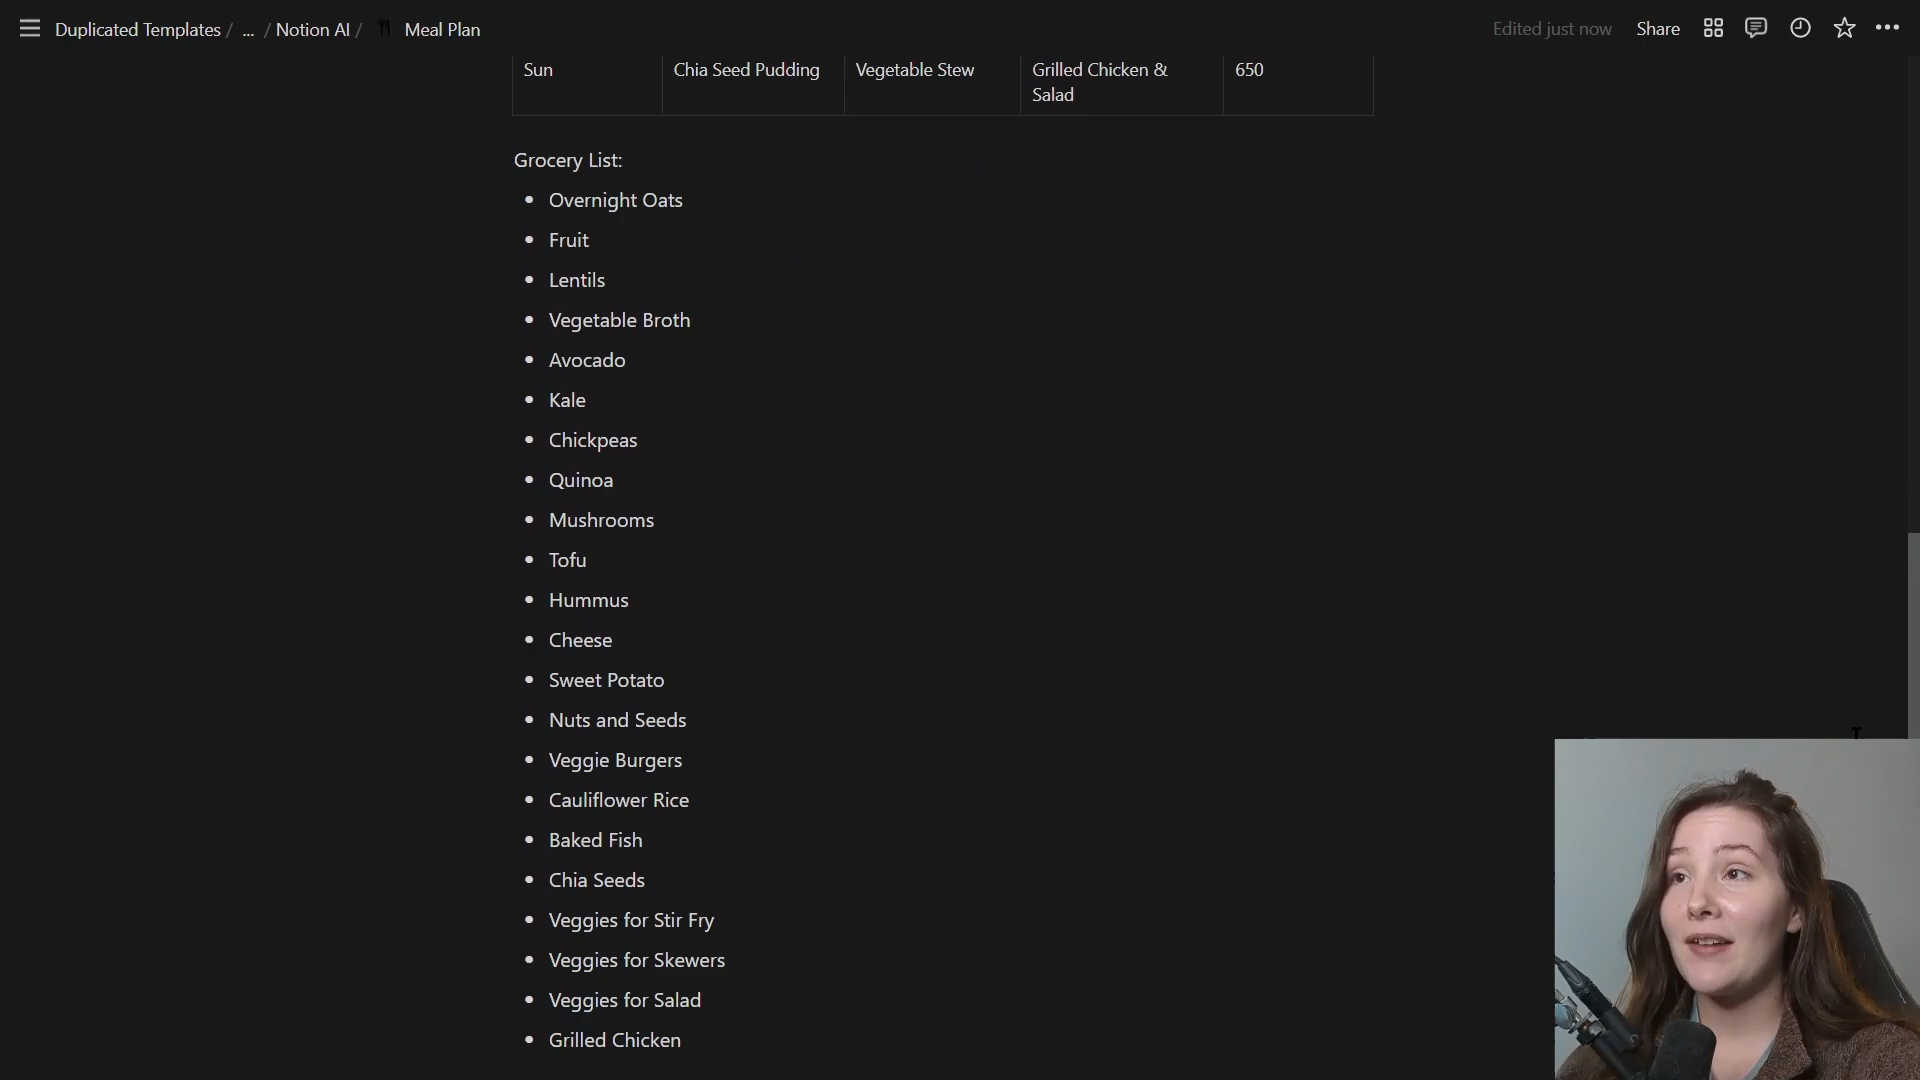 Duplicated Templates / ... / Notion AI / Meal Plan
Edited just now Share
Sun Chia Seed Pudding Vegetable Stew Grilled Chicken & 650
Salad
Grocery List:
• Overnight Oats
• Fruit
• Lentils
• Vegetable Broth
• Avocado
• Kale
• Chickpeas
• Quinoa
• Mushrooms
• Tofu
• Hummus
• Cheese
• Sweet Potato
• Nuts and Seeds
• Veggie Burgers
• Cauliflower Rice
• Baked Fish
• Chia Seeds
• Veggies for Stir Fry
• Veggies for Skewers
• Veggies for Salad
• Grilled Chicken